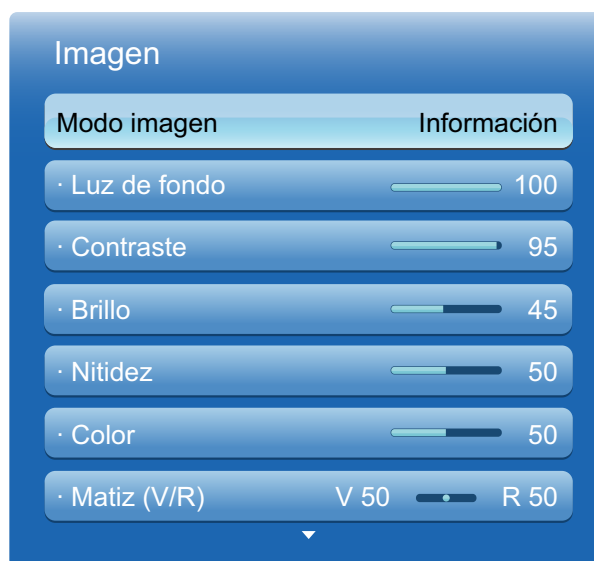 Imagen
Modo imagen Información
· Luz de fondo 100
· Contraste 95
· Brillo 45
· Nitidez 50
· Color 50
· Matiz (V/R) V 50 R 50